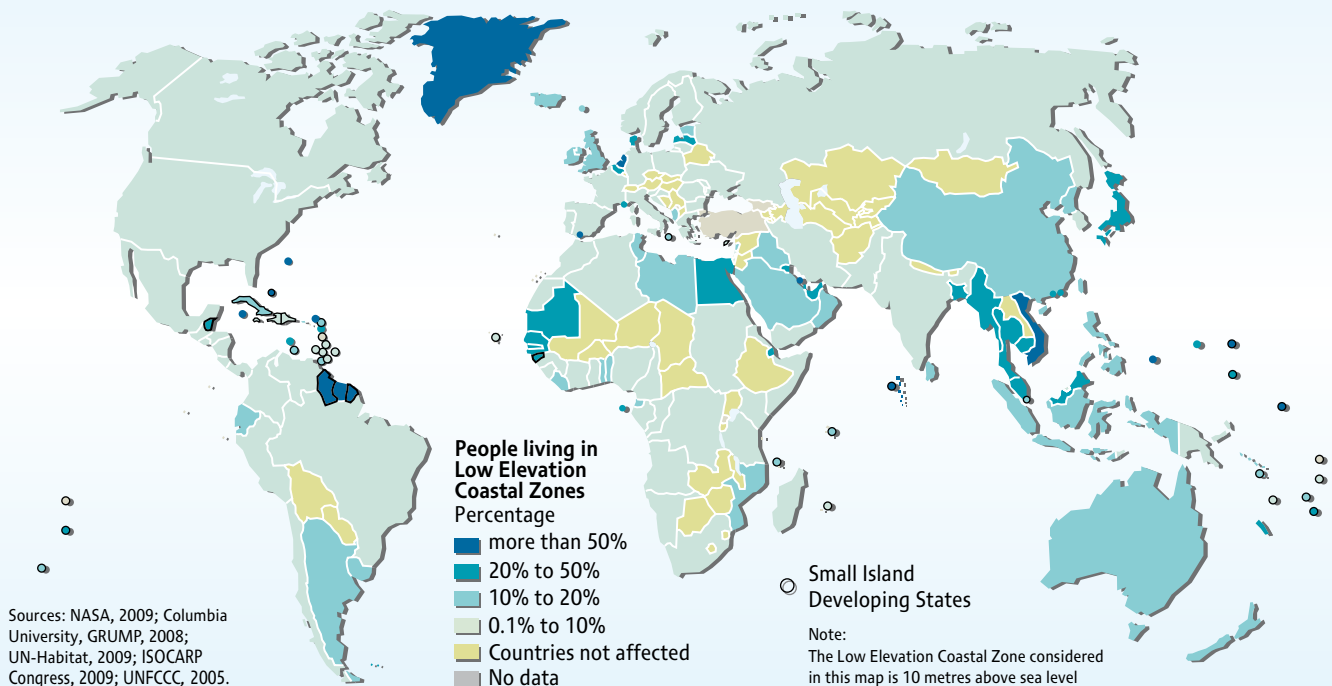 People living in
Low Elevation
Coastal Zones
Percentage
more than 50%
20% to 50%
10% to 20%
0.1% to 10%
Countries not affected
No data
Small Island
Developing States
Note:
The Low Elevation Coastal Zone considered
in this map is 10 metres above sea level
Sources: NASA, 2009; Columbia
University, GRUMP, 2008;
UN-Habitat, 2009; ISOCARP
Congress, 2009; UNFCCC, 2005.